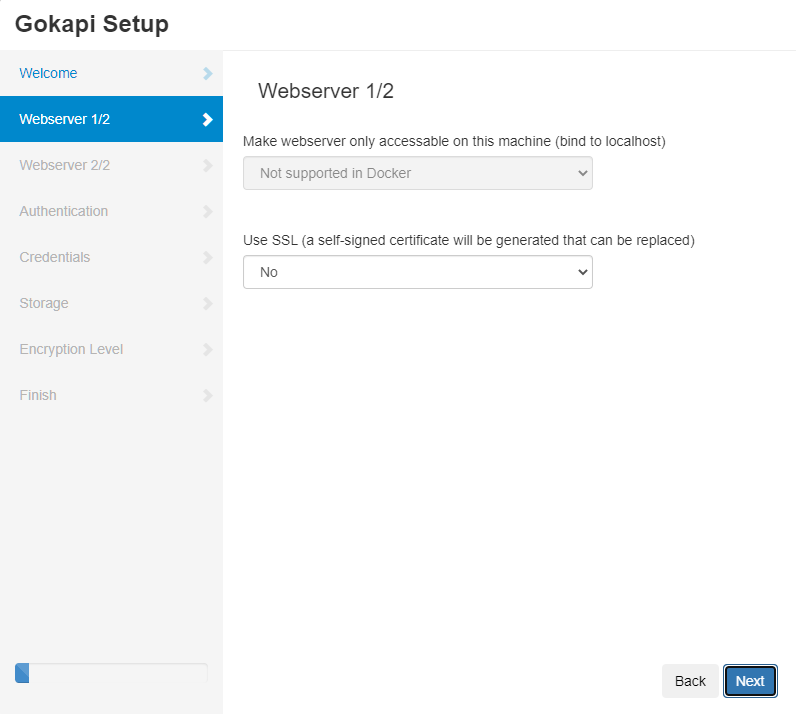 Gokapi Setup
Welcome
Webserver 1/2
Webserver 2/2
Authentication
Credentials
Storage
Encryption Level
Finish
Webserver 1/2
Make webserver only accessable on this machine (bind to localhost)
Not supported in Docker
Use SSL (a self-signed certificate will be generated that can be replaced)
No
Back
Next